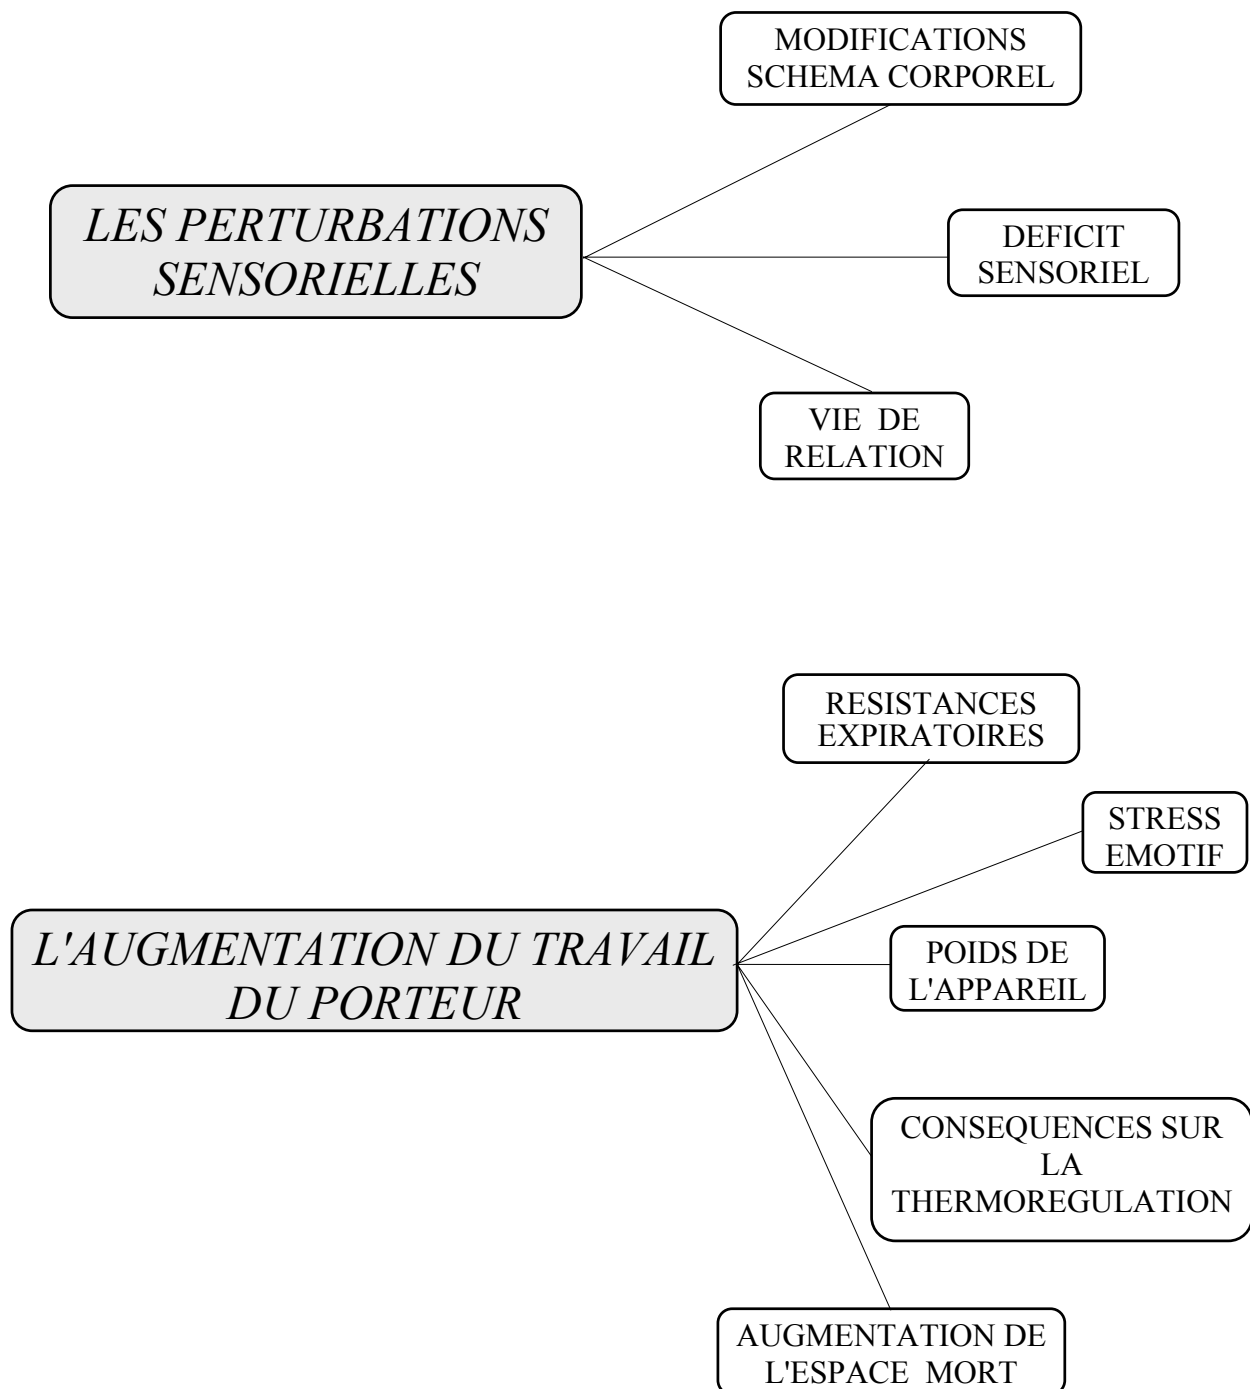 MODIFICATIONS
SCHEMA CORPOREL
LES PERTURBATIONS
SENSORIELLES
DEFICIT
SENSORIEL
VIE DE
RELATION
RESISTANCES
EXPIRATOIRES
STRESS
EMOTIF
L'AUGMENTATION DU TRAVAIL
DU PORTEUR
POIDS DE
L'APPAREIL
CONSEQUENCES SUR
LA
THERMOREGULATION
AUGMENTATION DE
L'ESPACE MORT